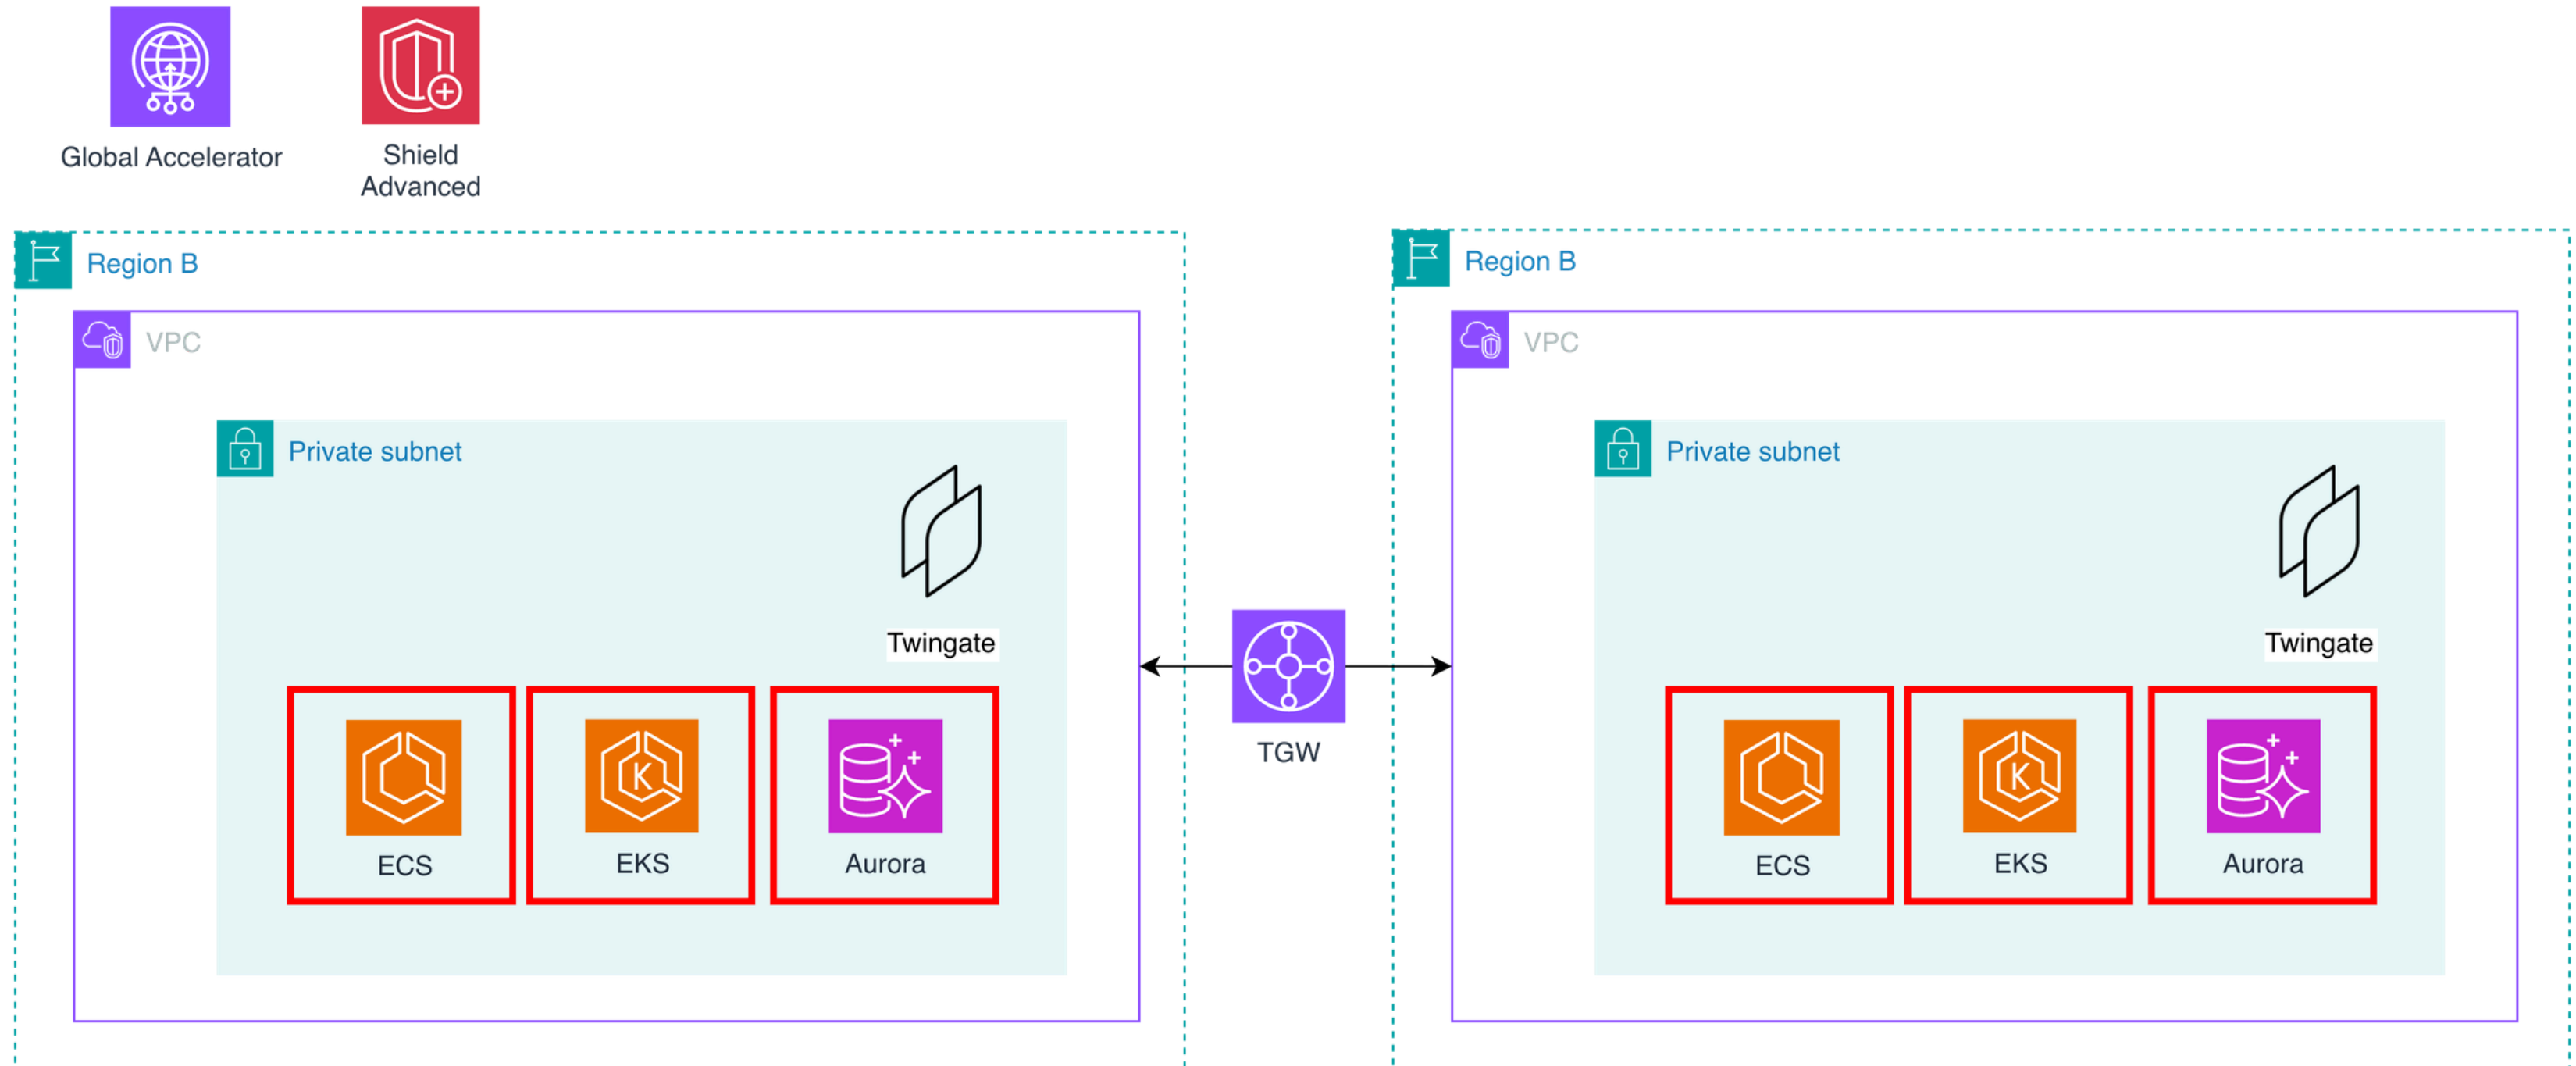 Global Accelerator
Shield
Advanced
Region B
VPC
Private subnet
Twingate
ECS
K
EKS
Aurora
TGW
Region B
VPC
Private subnet
Twingate
ECS
K
EKS
Aurora